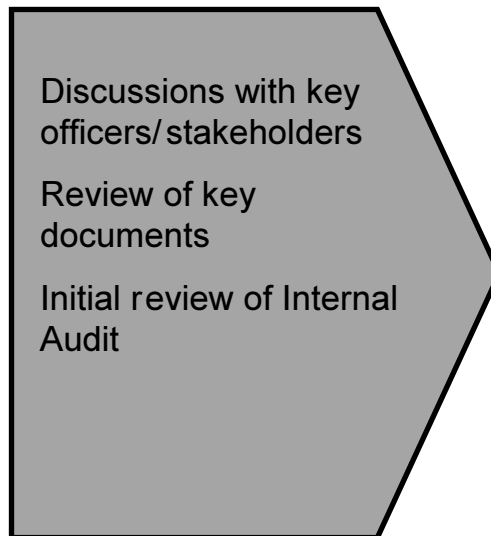 Discussions with key
officers/stakeholders
Review of key
documents
Initial review of Internal
Audit